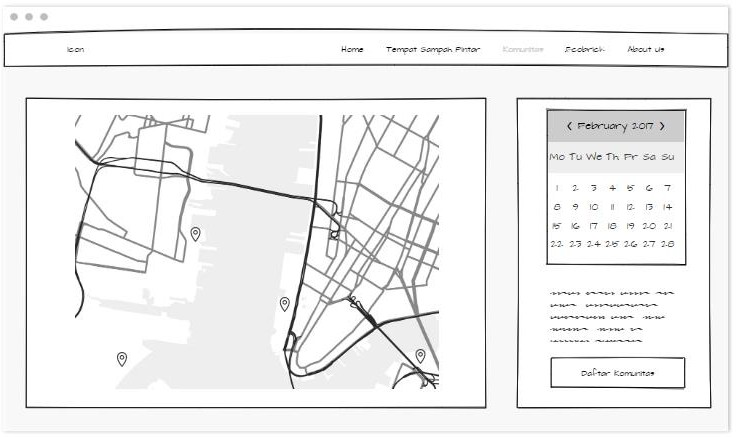 Icon Home Tempat Sampah Pintar Komunitas Ecobrick About us
< February 2017 >
Mo Tu We Th Fr Sa Su
1 2 3 4 5 6 7
8 9 10 11 12 13 14
15 16 17 18 19 20 21
22 23 24 25 26 27 28
Daftar Komunitas